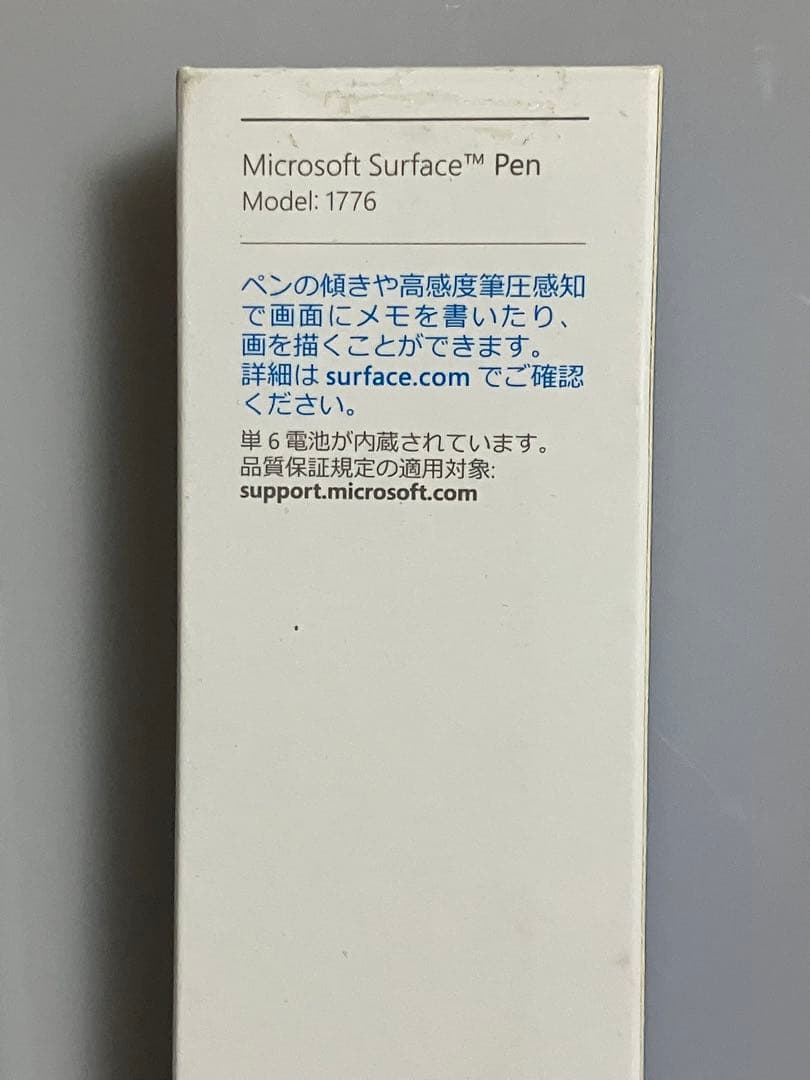 Microsoft Surface™ Pen
Model: 1776
ペンの傾きや高感度筆圧感知
で画面にメモを書いたり、
画を描くことができます。
詳細は surface.com でご確認
ください。
単6電池が内蔵されています。
品質保証規定の適用対象:
support.microsoft.com